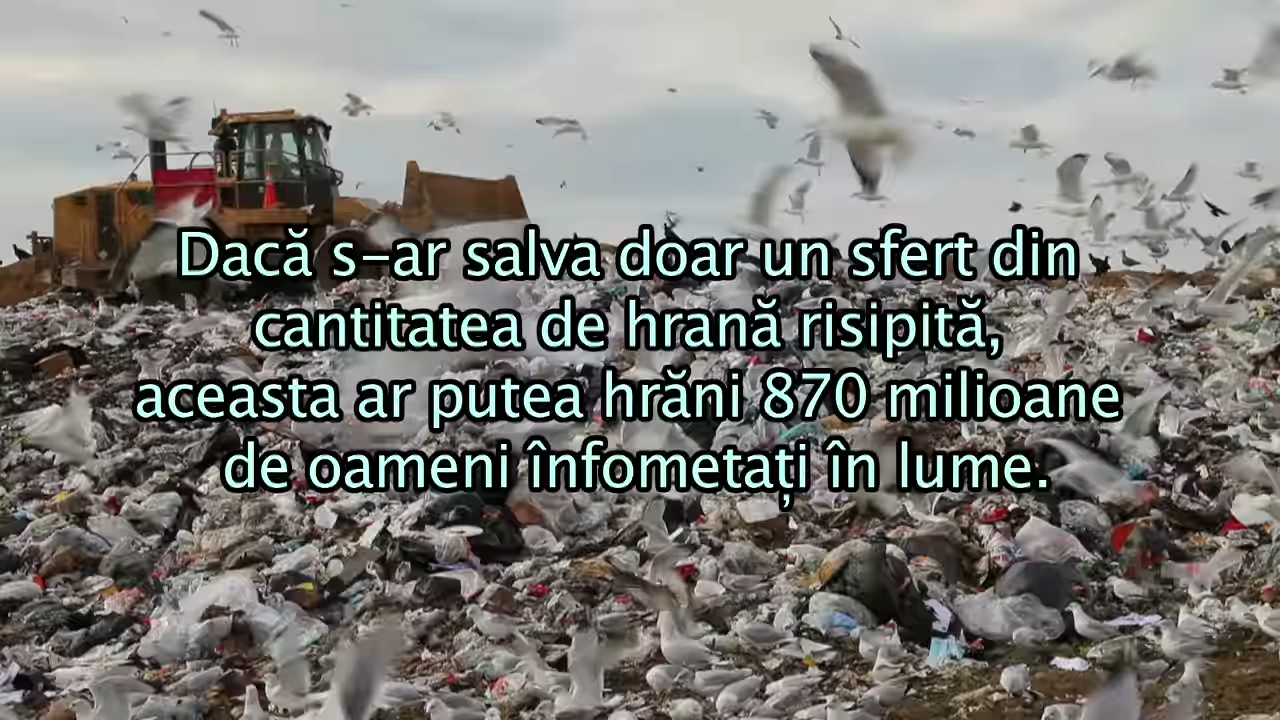 Dacă s-ar salva doar un sfert din
cantitatea de hrană risipită,
aceasta ar putea hrăni 870 milioane
de oameni înfometați în lume.